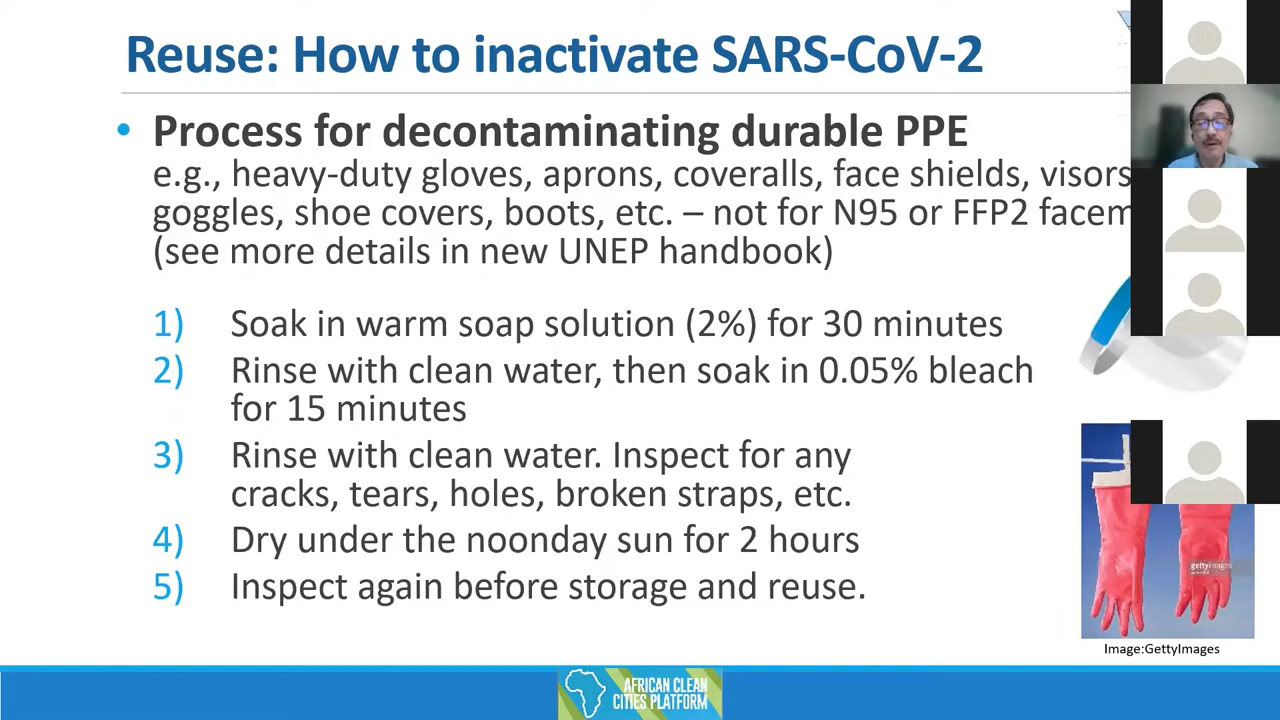 Reuse: How to inactivate SARS-CoV-2
• Process for decontaminating durable PPE
e.g., heavy-duty gloves, aprons, coveralls, face shields, visors
goggles, shoe covers, boots, etc. – not for N95 or FFP2 facem
(see more details in new UNEP handbook)
1) Soak in warm soap solution (2%) for 30 minutes
2) Rinse with clean water, then soak in 0.05% bleach
for 15 minutes
3) Rinse with clean water. Inspect for any
cracks, tears, holes, broken straps, etc.
4) Dry under the noonday sun for 2 hours
5) Inspect again before storage and reuse.
gettyimages
Image:GettyImages
AFRICAN CLEAN
CITIES PLATFORM